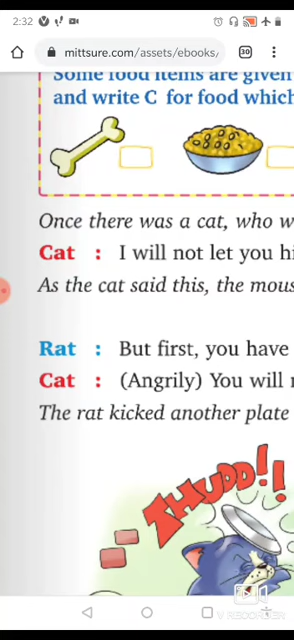 2:32
mittsure.com/assets/ebooks/
30
Some food items are given
and write C for food which
Once there was a cat, who w
Cat : I will not let you hi
As the cat said this, the mous
Rat : But first, you have
Cat : (Angrily) You will
The rat kicked another plate
THUDD!!
V RECORDER